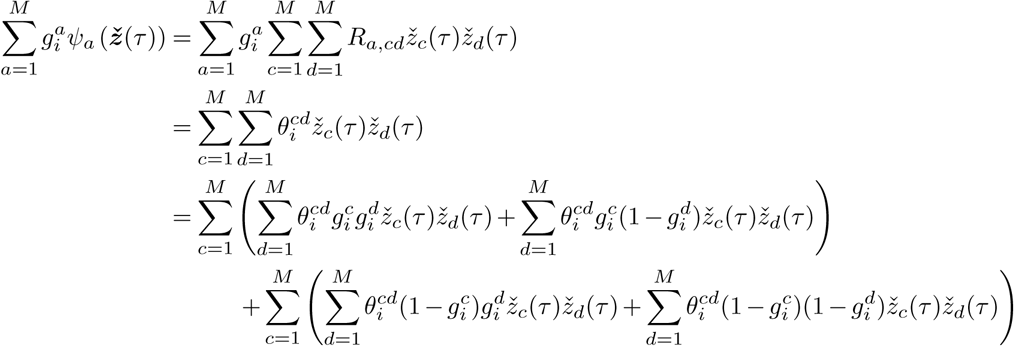 \sum_{a=1}^{M} g_i^a \psi_a (\check{\boldsymbol{z}}(\tau)) = \sum_{a=1}^{M} g_i^a \sum_{c=1}^{M} \sum_{d=1}^{M} R_{a,cd} \check{z}_c(\tau) \check{z}_d(\tau)
= \sum_{c=1}^{M} \sum_{d=1}^{M} \theta_i^{cd} \check{z}_c(\tau) \check{z}_d(\tau)
= \sum_{c=1}^{M} \left( \sum_{d=1}^{M} \theta_i^{cd} g_i^c g_i^d \check{z}_c(\tau) \check{z}_d(\tau) + \sum_{d=1}^{M} \theta_i^{cd} g_i^c (1 - g_i^d) \check{z}_c(\tau) \check{z}_d(\tau) \right)
+ \sum_{c=1}^{M} \left( \sum_{d=1}^{M} \theta_i^{cd} (1 - g_i^c) g_i^d \check{z}_c(\tau) \check{z}_d(\tau) + \sum_{d=1}^{M} \theta_i^{cd} (1 - g_i^c)(1 - g_i^d) \check{z}_c(\tau) \check{z}_d(\tau) \right)